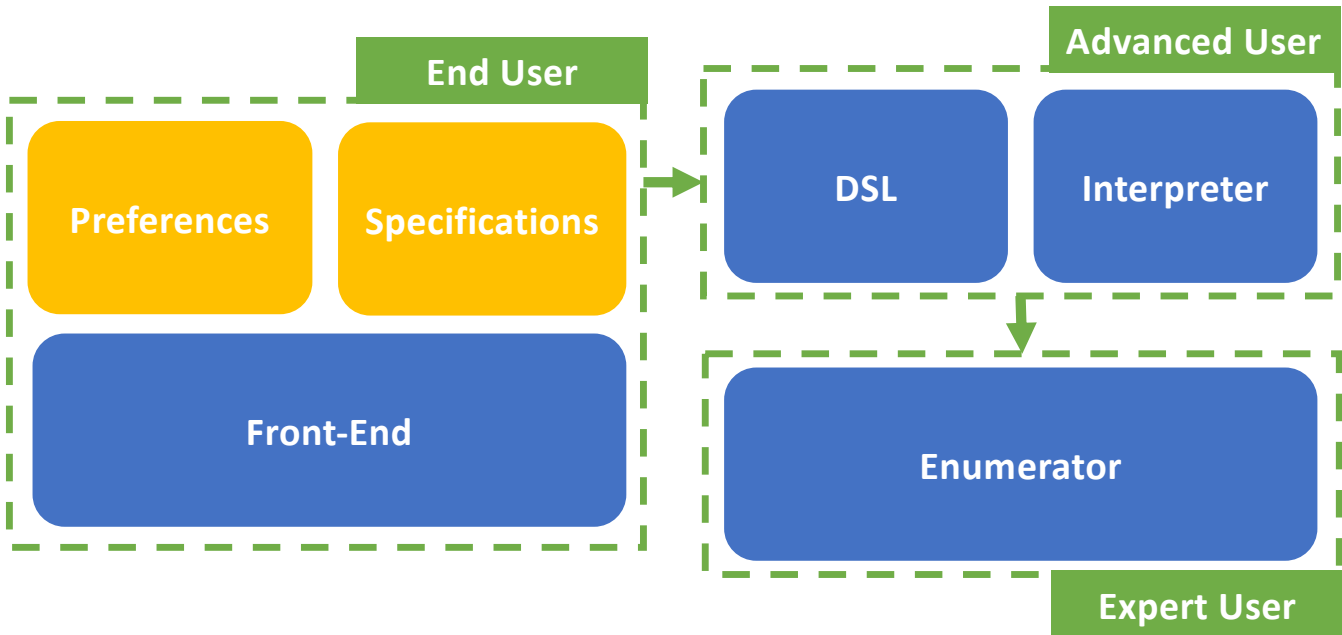 End User
Preferences
Specifications
Front-End
Advanced User
DSL
Interpreter
Enumerator
Expert User